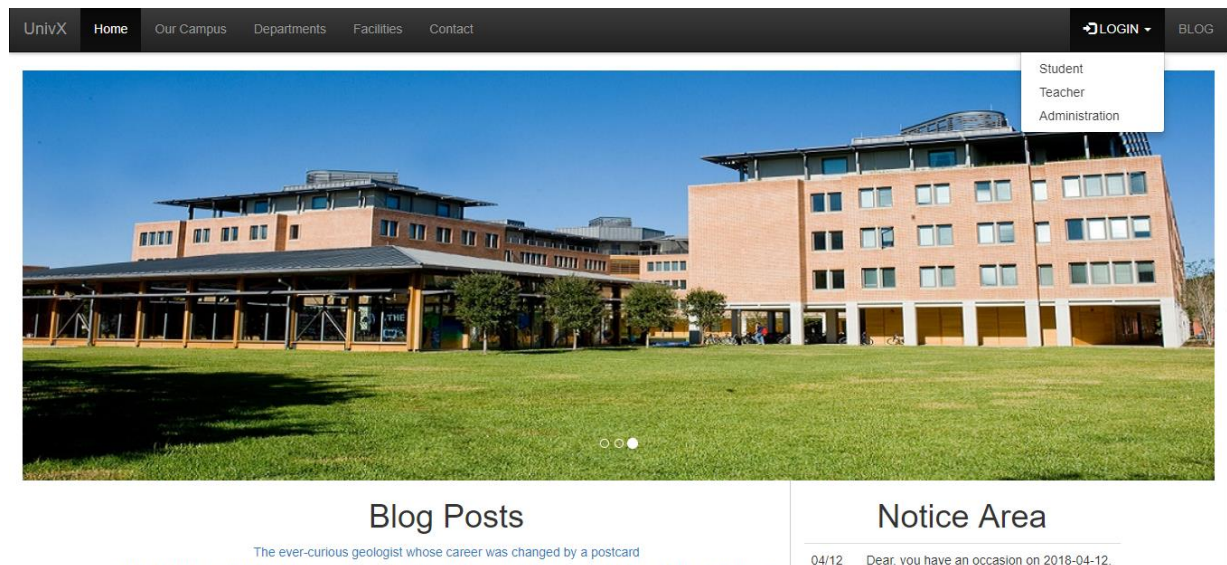 UnivX Home Our Campus Departments Facilities Contact LOGIN BLOG
Student
Teacher
Administration
THE
Blog Posts
The ever-curious geologist whose career was changed by a postcard
Notice Area
04/12 Dear, you have an occasion on 2018-04-12.